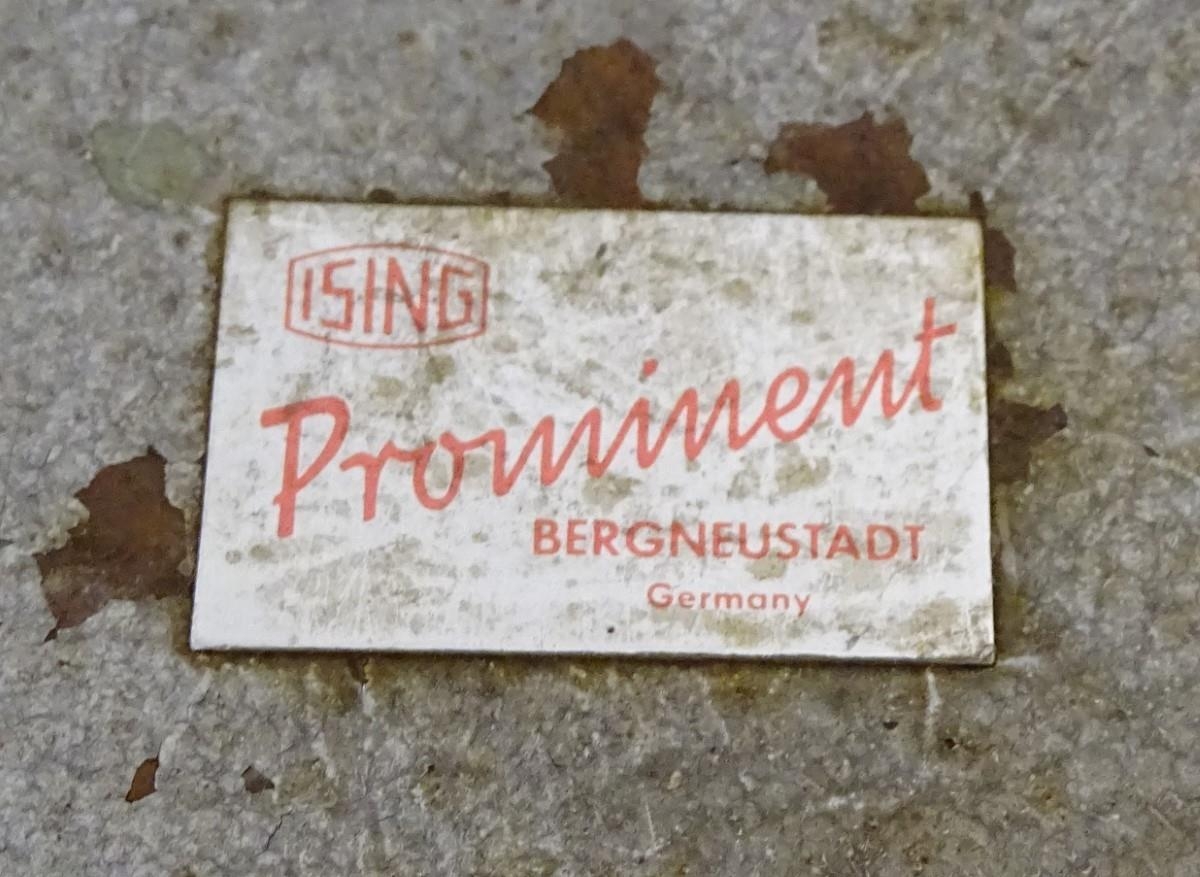 ISING
Prominent
BERGNEUSTADT
Germany